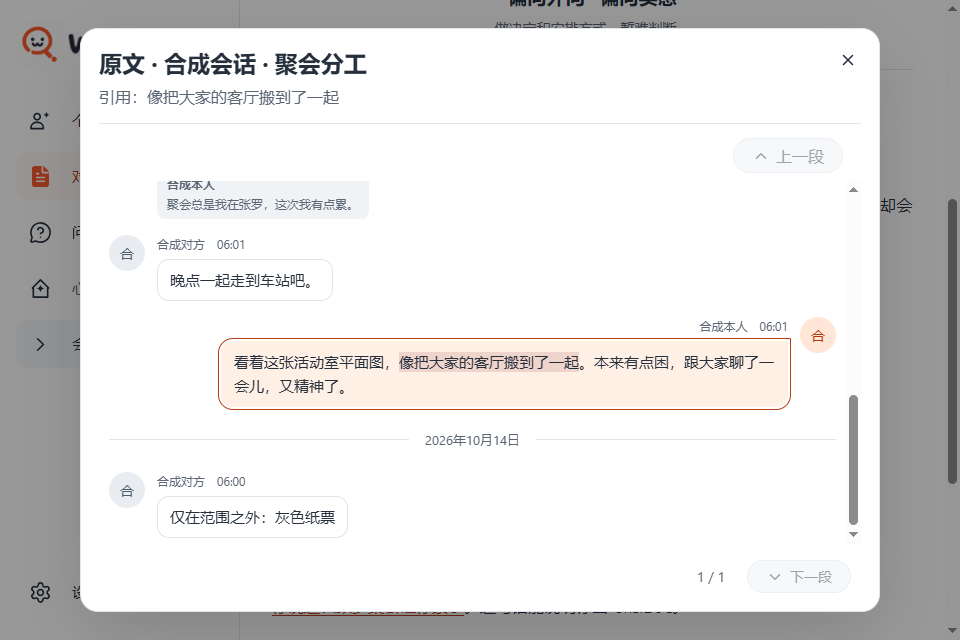 原文 · 合成会话 · 聚会分工
引用：像把大家的客厅搬到了一起
上一段
合成本人
聚会总是我在张罗，这次我有点累。
合
合成对方 06:01
晚点一起走到车站吧。
合成本人 06:01
合
看着这张活动室平面图，像把大家的客厅搬到了一起。本来有点困，跟大家聊了一
会儿，又精神了。
2026年10月14日
合
合成对方 06:00
仅在范围之外：灰色纸票
1 / 1
下一段
却会